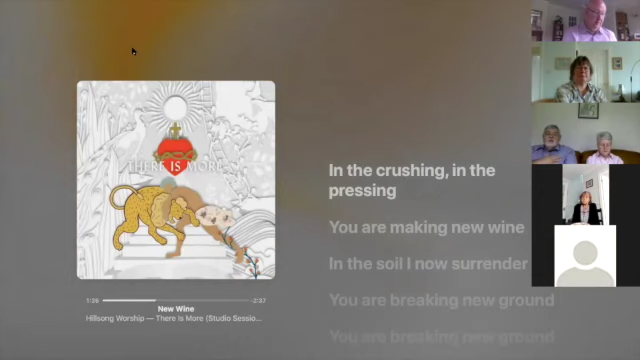 THERE IS MORE
1:26
-2:37
New Wine
Hillsong Worship — There Is More (Studio Sessio...
In the crushing, in the
pressing
You are making new wine
In the soil I now surrender
You are breaking new ground
You are breaking new ground